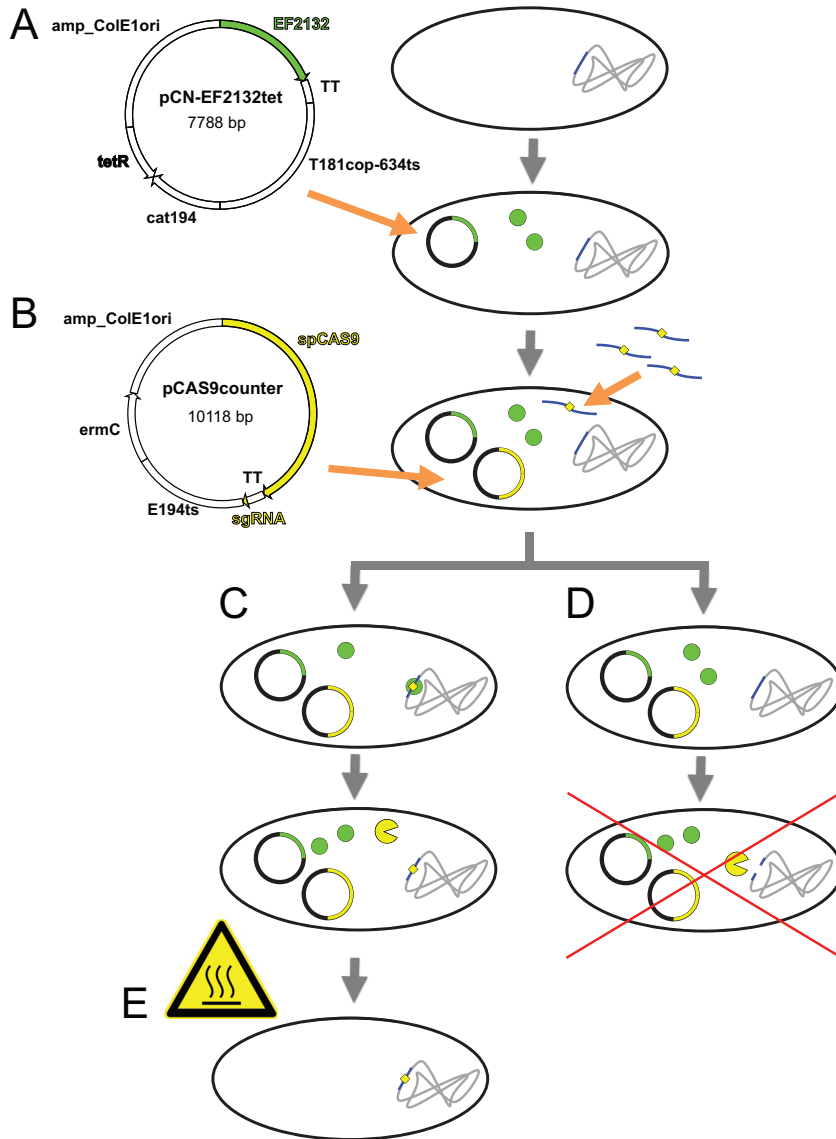 A
amp_ColE1ori
EF2132
TT
pCN-EF2132tet
7788 bp
tetR
T181cop-634ts
cat194
B
amp_ColE1ori
spCAS9
pCAS9counter
10118 bp
ermC
TT
E194ts
sgRNA
C
D
E